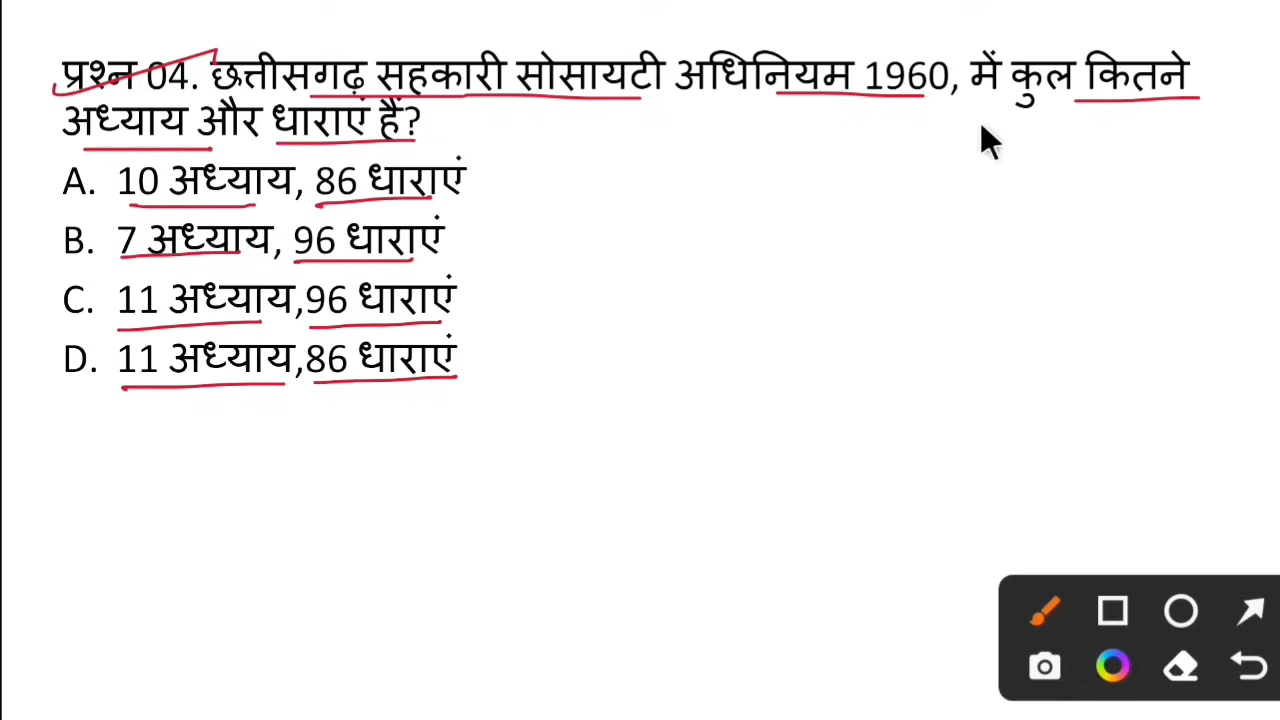 प्रश्न 04. छत्तीसगढ़ सहकारी सोसायटी अधिनियम 1960, में कुल कितने
अध्याय और धाराएं हैं?
A. 10 अध्याय, 86 धाराएं
B. 7 अध्याय, 96 धाराएं
C. 11 अध्याय,96 धाराएं
D. 11 अध्याय,86 धाराएं